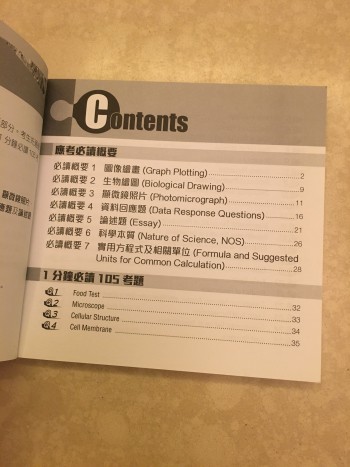 Contents
應考必讀概要
必讀概要 1 圖像繪畫 (Graph Plotting) 2
必讀概要 2 生物繪圖 (Biological Drawing) 9
必讀概要 3 顯微鏡照片 (Photomicrograph) 11
必讀概要 4 資料回應題 (Data Response Questions) 16
必讀概要 5 論述題 (Essay) 21
必讀概要 6 科學本質 (Nature of Science, NOS) 26
必讀概要 7 實用方程式及相關單位 (Formula and Suggested
Units for Common Calculation) 28
1 分鐘必讀 105 考題
Food Test 32
Microscope 33
Cellular Structure 34
Cell Membrane 35